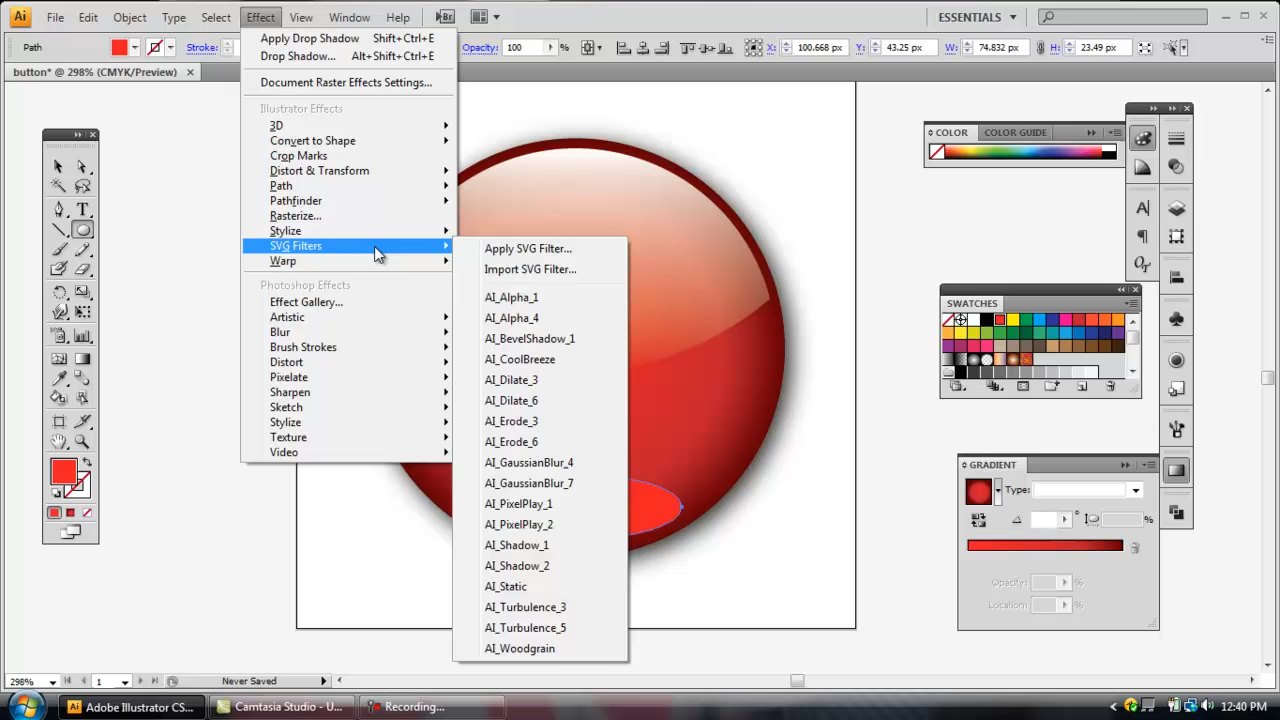 Ai File Edit Object Type Select Effect View Window Help Br ESSENTIALS
Path Stroke: Opacity: 100 % X: 100.668 px Y: 43.25 px W: 74.832 px H: 23.49 px
button* @ 298% (CMYK/Preview)
Apply Drop Shadow Shift+Ctrl+E
Drop Shadow... Alt+Shift+Ctrl+E
Document Raster Effects Settings...
Illustrator Effects
3D
Convert to Shape
Crop Marks
Distort & Transform
Path
Pathfinder
Rasterize...
Stylize
SVG Filters
Warp
Photoshop Effects
Effect Gallery...
Artistic
Blur
Brush Strokes
Distort
Pixelate
Sharpen
Sketch
Stylize
Texture
Video
Apply SVG Filter...
Import SVG Filter...
AI_Alpha_1
AI_Alpha_4
AI_BevelShadow_1
AI_CoolBreeze
AI_Dilate_3
AI_Dilate_6
AI_Erode_3
AI_Erode_6
AI_GaussianBlur_4
AI_GaussianBlur_7
AI_PixelPlay_1
AI_PixelPlay_2
AI_Shadow_1
AI_Shadow_2
AI_Static
AI_Turbulence_3
AI_Turbulence_5
AI_Woodgrain
COLOR COLOR GUIDE
SWATCHES
GRADIENT
Type:
°
%
Opacity: %
Location: %
298% 1 Never Saved
Ai Adobe Illustrator CS... Camtasia Studio - U... Recording... 12:40 PM